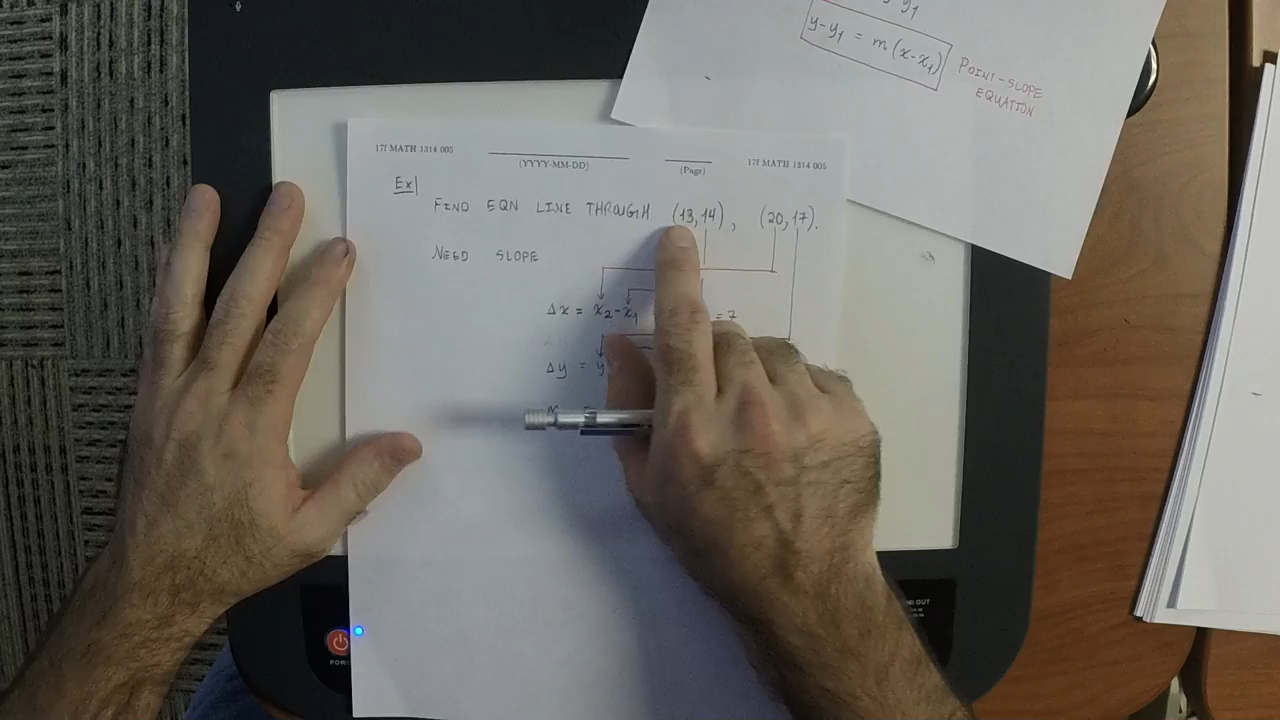 y-y₁ = m(x-x₁)
POINT-SLOPE
EQUATION
17f MATH 1314 005
(YYYY-MM-DD)
(Page)
17f MATH 1314 005
Ex
FIND EQN LINE THROUGH (13,14), (20,17).
NEED SLOPE
Δx = x₂-x₁ =7
Δy = y
OUT